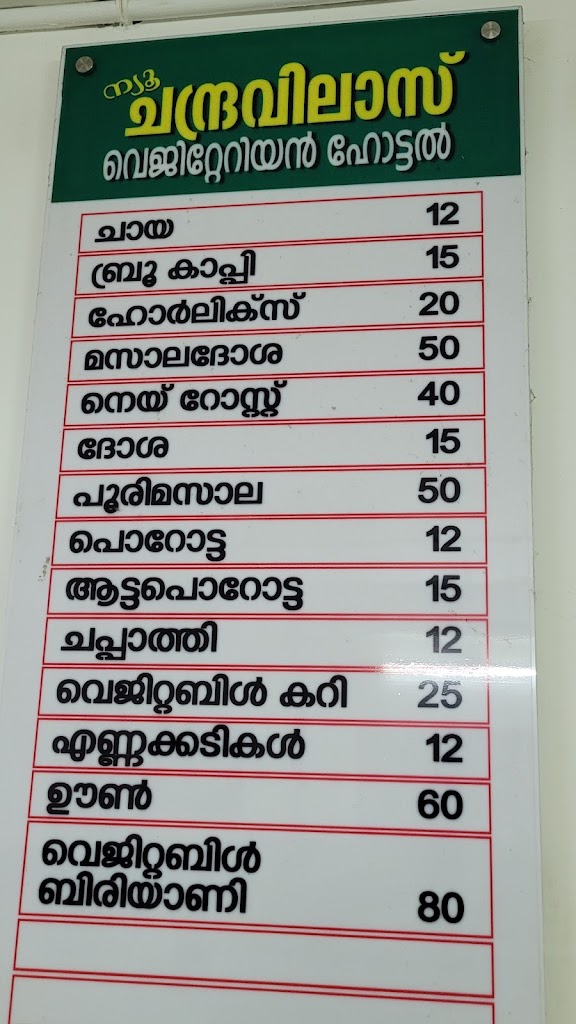 ന്യൂ
ചന്ദ്രവിലാസ്
വെജിറ്റേറിയൻ ഹോട്ടൽ
ചായ 12
ബ്രൂ കാപ്പി 15
ഹോർലിക്സ് 20
മസാലദോശ 50
നെയ് റോസ്റ്റ് 40
ദോശ 15
പൂരിമസാല 50
പൊറോട്ട 12
ആട്ടപൊറോട്ട 15
ചപ്പാത്തി 12
വെജിറ്റബിൾ കറി 25
എണ്ണക്കടികൾ 12
ഊൺ 60
വെജിറ്റബിൾ
ബിരിയാണി 80